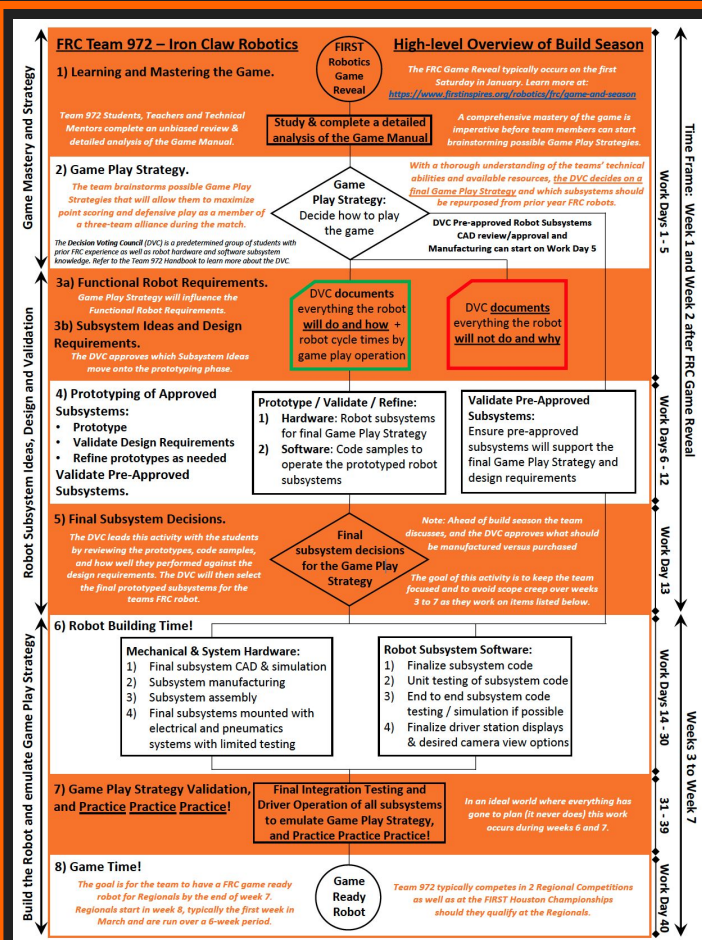 FRC Team 972 – Iron Claw Robotics
FIRST
Robotics
Game
Reveal
High-level Overview of Build Season
1) Learning and Mastering the Game.
The FRC Game Reveal typically occurs on the first
Saturday in January. Learn more at:
https://www.firstinspires.org/robotics/frc/game-and-season
Team 972 Students, Teachers and Technical
Mentors complete an unbiased review &
detailed analysis of the Game Manual.
Study & complete a detailed
analysis of the Game Manual
A comprehensive mastery of the game is
imperative before team members can start
brainstorming possible Game Play Strategies.
2) Game Play Strategy.
The team brainstorms possible Game Play
Strategies that will allow them to maximize
point scoring and defensive play as a member of
a three-team alliance during the match.
The Decision Voting Council (DVC) is a predetermined group of students with
prior FRC experience as well as robot hardware and software subsystem
knowledge. Refer to the Team 972 Handbook to learn more about the DVC.
Game
Play Strategy:
Decide how to play
the game
With a thorough understanding of the teams' technical
abilities and available resources, the DVC decides on a
final Game Play Strategy and which subsystems should
be repurposed from prior year FRC robots.
DVC Pre-approved Robot Subsystems
CAD review/approval and
Manufacturing can start on Work Day 5
Game Mastery and Strategy
Work Days 1 - 5
Time Frame: Week 1 and Week 2 after FRC Game Reveal
3a) Functional Robot Requirements.
Game Play Strategy will influence the
Functional Robot Requirements.
3b) Subsystem Ideas and Design
Requirements.
The DVC approves which Subsystem Ideas
move onto the prototyping phase.
DVC documents
everything the robot
will do and how +
robot cycle times by
game play operation
DVC documents
everything the robot
will not do and why
4) Prototyping of Approved
Subsystems:
• Prototype
• Validate Design Requirements
• Refine prototypes as needed
Validate Pre-Approved
Subsystems.
Prototype / Validate / Refine:
1) Hardware: Robot subsystems
for final Game Play Strategy
2) Software: Code samples to
operate the prototyped robot
subsystems
Validate Pre-Approved
Subsystems:
Ensure pre-approved
subsystems will support the
final Game Play Strategy and
design requirements
Work Days 6 - 12
Robot Subsystem Ideas, Design and Validation
5) Final Subsystem Decisions.
The DVC leads this activity with the students
by reviewing the prototypes, code samples,
and how well they performed against the
design requirements. The DVC will then select
the final prototyped subsystems for the
teams FRC robot.
Final
subsystem decisions
for the Game Play
Strategy
Note: Ahead of build season the team
discusses, and the DVC approves what should
be manufactured versus purchased
The goal of this activity is to keep the team
focused and to avoid scope creep over weeks
3 to 7 as they work on items listed below.
Work Day 13
6) Robot Building Time!
Mechanical & System Hardware:
1) Final subsystem CAD & simulation
2) Subsystem manufacturing
3) Subsystem assembly
4) Final subsystems mounted with
electrical and pneumatics
systems with limited testing
Robot Subsystem Software:
1) Finalize subsystem code
2) Unit testing of subsystem code
3) End to end subsystem code
testing / simulation if possible
4) Finalize driver station displays
& desired camera view options
Work Days 14 - 30
Weeks 3 to Week 7
Build the Robot and emulate Game Play Strategy
7) Game Play Strategy Validation,
and Practice Practice Practice!
Final Integration Testing and
Driver Operation of all subsystems
to emulate Game Play Strategy,
and Practice Practice Practice!
In an ideal world where everything has
gone to plan [it never does] this work
occurs during weeks 6 and 7.
31 - 39
8) Game Time!
The goal is for the team to have a FRC game ready
robot for Regionals by the end of week 7.
Regionals start in week 8, typically the first week in
March and are run over a 6-week period.
Game
Ready
Robot
Team 972 typically competes in 2 Regional Competitions
as well as at the FIRST Houston Championships
should they qualify at the Regionals.
Work Day 40